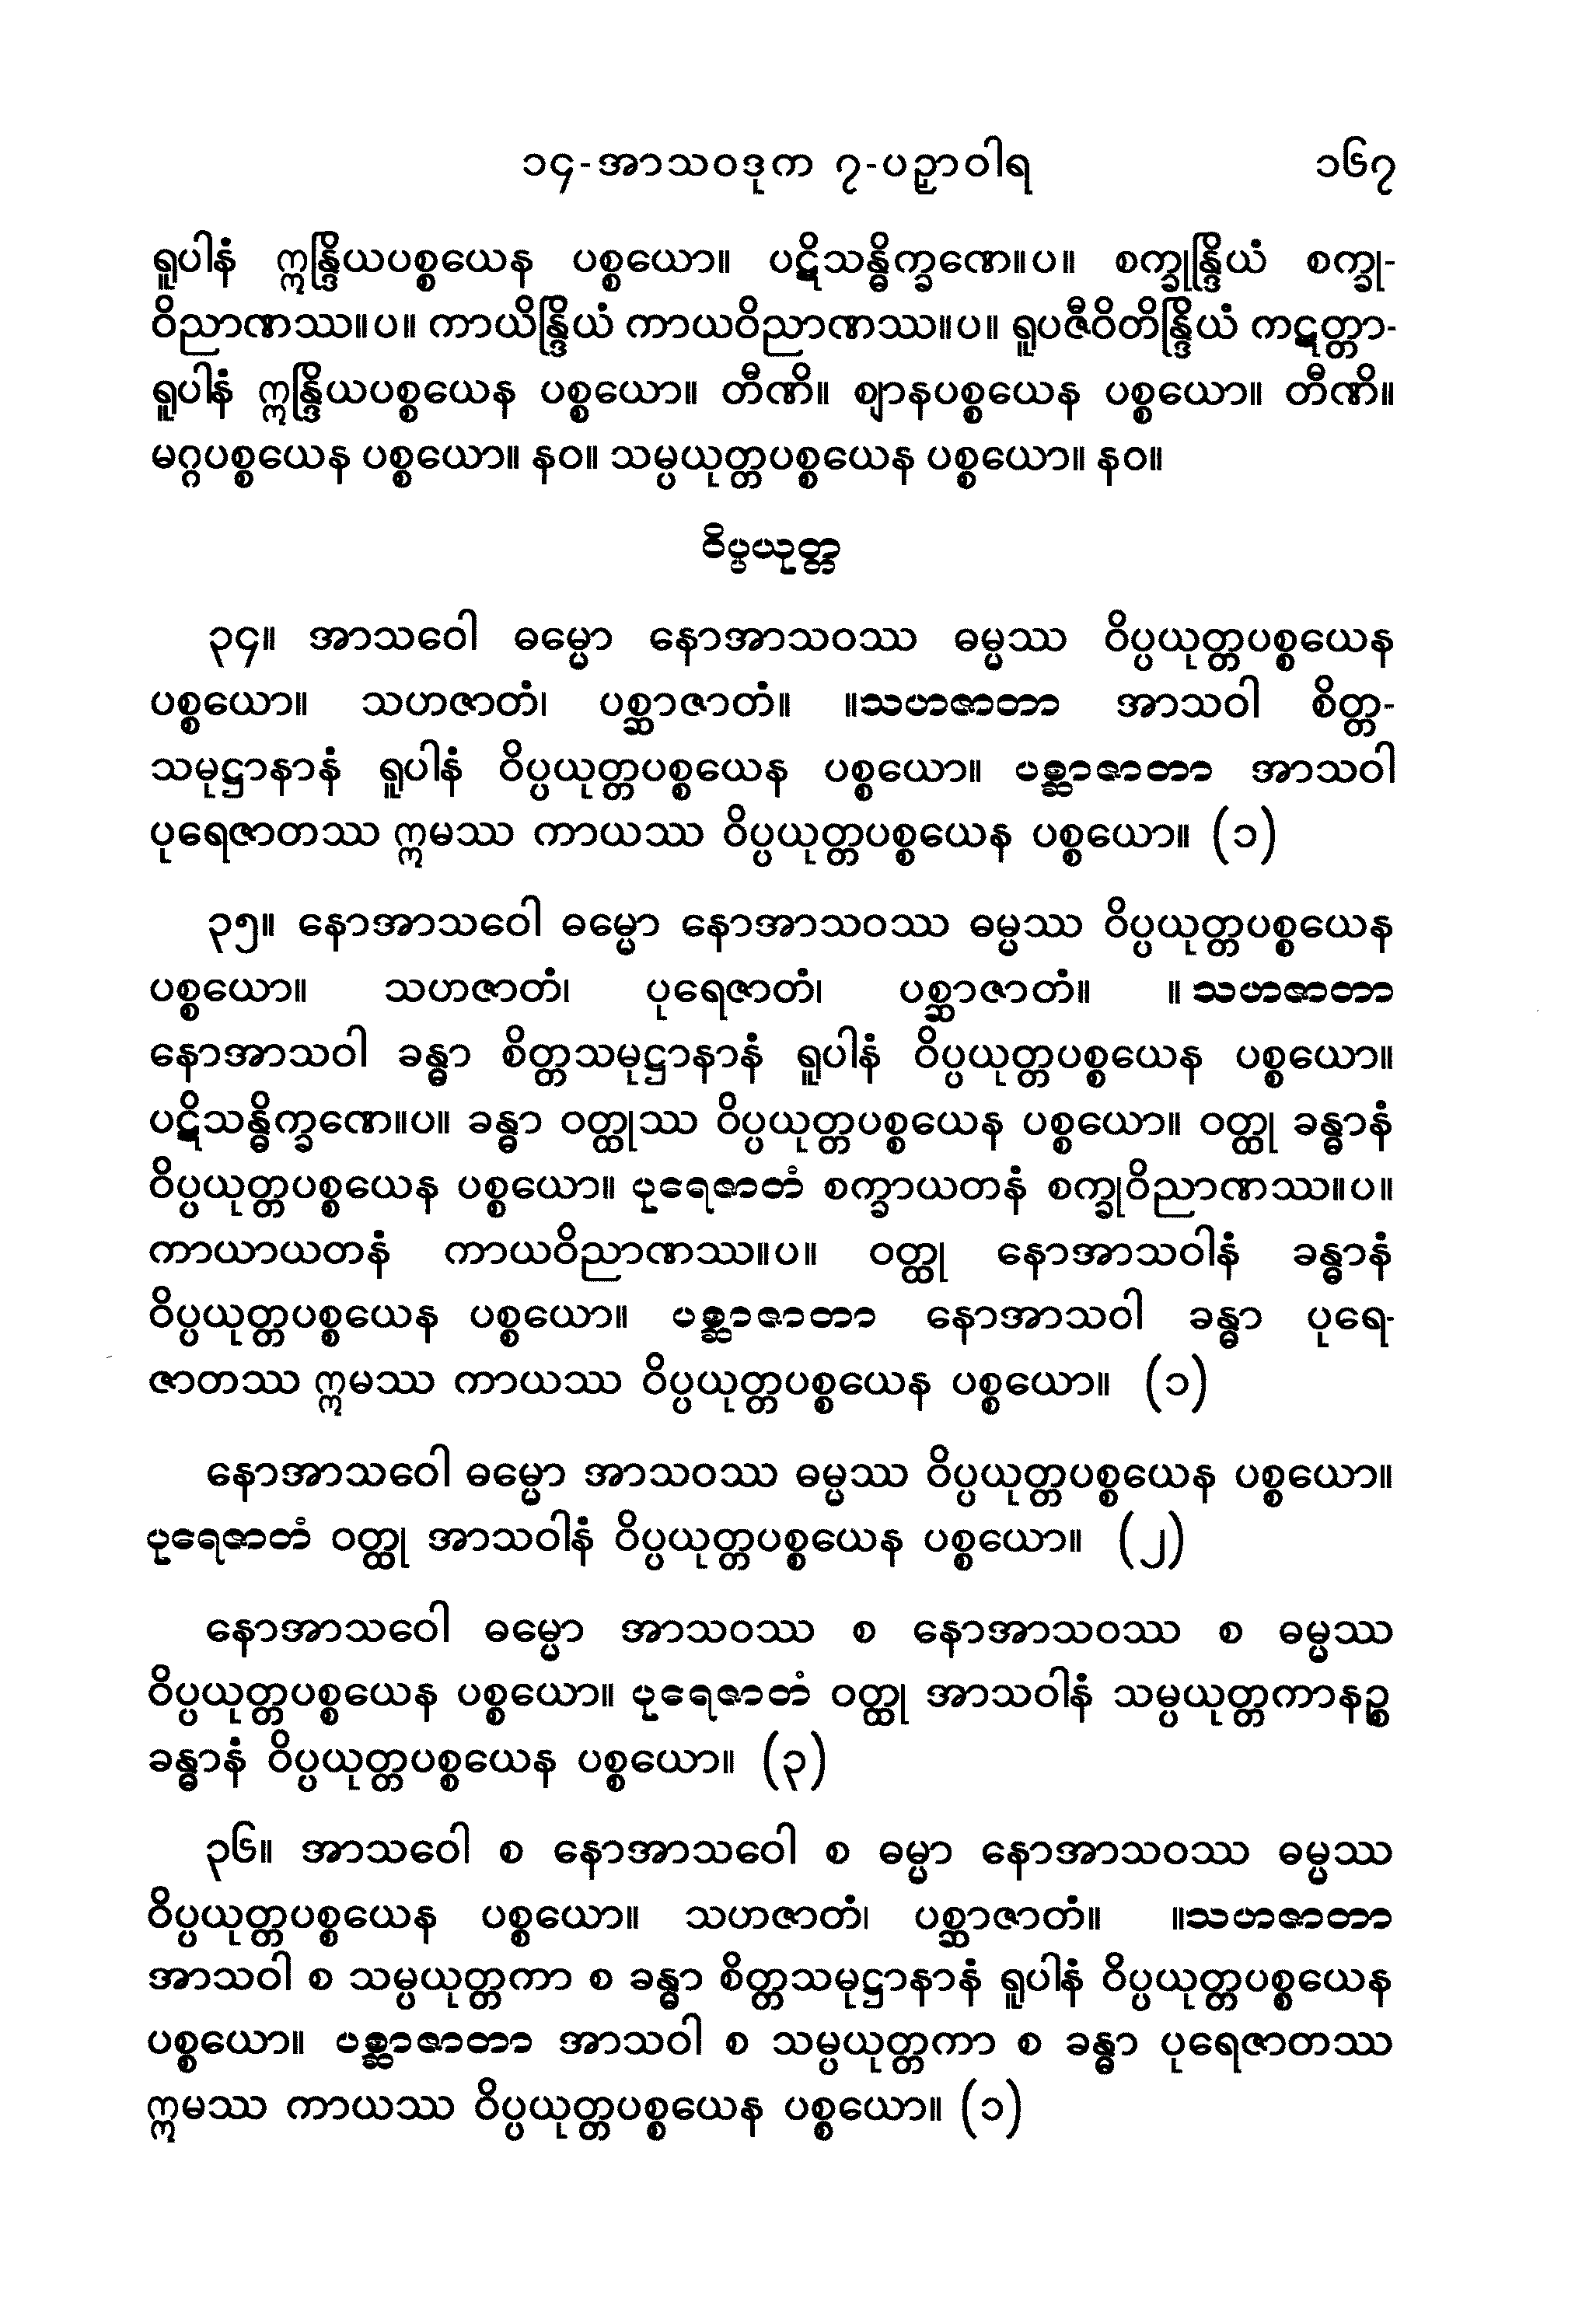 ၁၄-အာသဝဒုက ၇-ပဉှာဝါရ ၁၆၇
ရူပါနံ ဣန္ဒြိယပစ္စယေန ပစ္စယော။ ပဋိသန္ဓိက္ခဏေ။ပ။ စက္ခုန္ဒြိယံ စက္ခု-
ဝိညာဏဿ။ပ။ ကာယိန္ဒြိယံ ကာယဝိညာဏဿ။ပ။ ရူပဇီဝိတိန္ဒြိယံ ကဋတ္တာ-
ရူပါနံ ဣန္ဒြိယပစ္စယေန ပစ္စယော။ တီဏိ။ ဈာနပစ္စယေန ပစ္စယော။ တီဏိ။
မဂ္ဂပစ္စယေန ပစ္စယော။ နဝ။ သမ္ပယုတ္တပစ္စယေန ပစ္စယော။ နဝ။
ဝိပ္ပယုတ္တ
၃၄။ အာသဝေါ ဓမ္မော နောအာသဝဿ ဓမ္မဿ ဝိပ္ပယုတ္တပစ္စယေန
ပစ္စယော။ သဟဇာတံ၊ ပစ္ဆာဇာတံ။ ။သဟဇာတာ အာသဝါ စိတ္တ-
သမုဋ္ဌာနာနံ ရူပါနံ ဝိပ္ပယုတ္တပစ္စယေန ပစ္စယော။ ပစ္ဆာဇာတာ အာသဝါ
ပုရေဇာတဿ ဣမဿ ကာယဿ ဝိပ္ပယုတ္တပစ္စယေန ပစ္စယော။ (၁)
၃၅။ နောအာသဝေါ ဓမ္မော နောအာသဝဿ ဓမ္မဿ ဝိပ္ပယုတ္တပစ္စယေန
ပစ္စယော။ သဟဇာတံ၊ ပုရေဇာတံ၊ ပစ္ဆာဇာတံ။ ။ သဟဇာတာ
နောအာသဝါ ခန္ဓာ စိတ္တသမုဋ္ဌာနာနံ ရူပါနံ ဝိပ္ပယုတ္တပစ္စယေန ပစ္စယော။
ပဋိသန္ဓိက္ခဏေ။ပ။ ခန္ဓာ ဝတ္ထုဿ ဝိပ္ပယုတ္တပစ္စယေန ပစ္စယော။ ဝတ္ထု ခန္ဓာနံ
ဝိပ္ပယုတ္တပစ္စယေန ပစ္စယော။ ပုရေဇာတံ စက္ခာယတနံ စက္ခုဝိညာဏဿ။ပ။
ကာယာယတနံ ကာယဝိညာဏဿ။ပ။ ဝတ္ထု နောအာသဝါနံ ခန္ဓာနံ
ဝိပ္ပယုတ္တပစ္စယေန ပစ္စယော။ ပစ္ဆာဇာတာ နောအာသဝါ ခန္ဓာ ပုရေ-
ဇာတဿ ဣမဿ ကာယဿ ဝိပ္ပယုတ္တပစ္စယေန ပစ္စယော။ (၁)
နောအာသဝေါ ဓမ္မော အာသဝဿ ဓမ္မဿ ဝိပ္ပယုတ္တပစ္စယေန ပစ္စယော။
ပုရေဇာတံ ဝတ္ထု အာသဝါနံ ဝိပ္ပယုတ္တပစ္စယေန ပစ္စယော။ (၂)
နောအာသဝေါ ဓမ္မော အာသဝဿ စ နောအာသဝဿ စ ဓမ္မဿ
ဝိပ္ပယုတ္တပစ္စယေန ပစ္စယော။ ပုရေဇာတံ ဝတ္ထု အာသဝါနံ သမ္ပယုတ္တကာနဉ္စ
ခန္ဓာနံ ဝိပ္ပယုတ္တပစ္စယေန ပစ္စယော။ (၃)
၃၆။ အာသဝေါ စ နောအာသဝေါ စ ဓမ္မာ နောအာသဝဿ ဓမ္မဿ
ဝိပ္ပယုတ္တပစ္စယေန ပစ္စယော။ သဟဇာတံ၊ ပစ္ဆာဇာတံ။ ။သဟဇာတာ
အာသဝါ စ သမ္ပယုတ္တကာ စ ခန္ဓာ စိတ္တသမုဋ္ဌာနာနံ ရူပါနံ ဝိပ္ပယုတ္တပစ္စယေန
ပစ္စယော။ ပစ္ဆာဇာတာ အာသဝါ စ သမ္ပယုတ္တကာ စ ခန္ဓာ ပုရေဇာတဿ
ဣမဿ ကာယဿ ဝိပ္ပယုတ္တပစ္စယေန ပစ္စယော။ (၁)